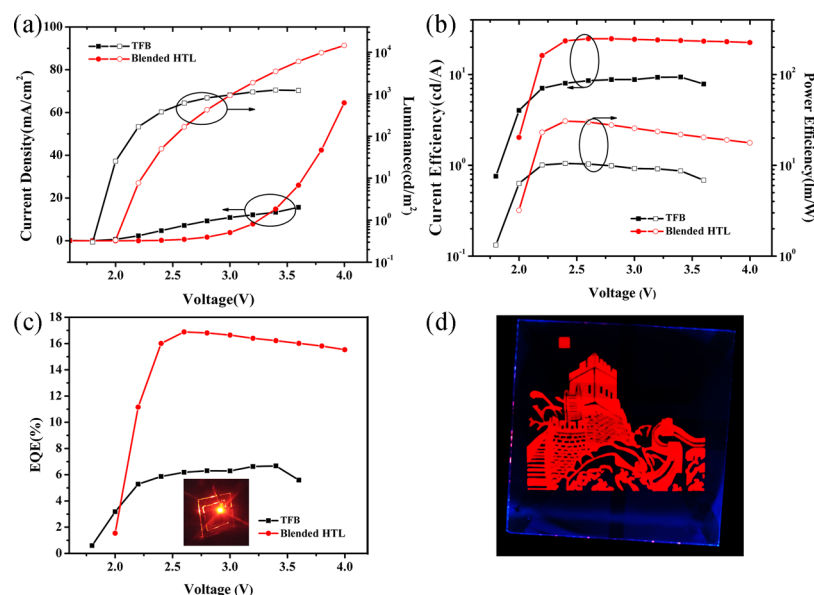 (a)
100
80
60
40
20
0
Current Density(mA/cm²)
TFB
Blended HTL
10⁴
10³
10²
10¹
10⁰
10⁻¹
Luminance(cd/m²)
2.0 2.5 3.0 3.5 4.0
Voltage(V)
(b)
10¹
10⁰
10⁻¹
Curent Effciency(cd/A)
10²
10¹
10⁰
Power Efficiency(lm/W)
TFB
Blended HTL
2.0 2.5 3.0 3.5 4.0
Voltage (V)
(c)
18
16
14
12
10
8
6
4
2
0
EQE(%)
TFB
Blended HTL
2.0 2.5 3.0 3.5 4.0
Voltage (V)
(d)